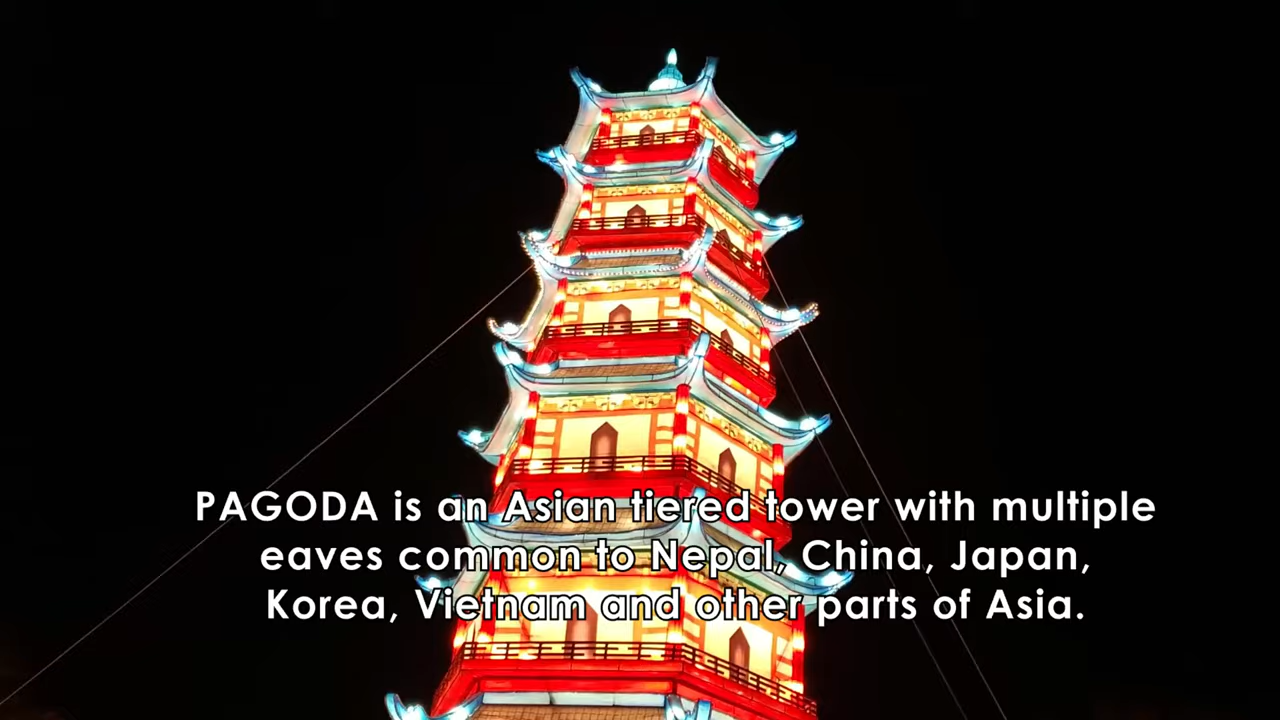 PAGODA is an Asian tiered tower with multiple
eaves common to Nepal, China, Japan,
Korea, Vietnam and other parts of Asia.